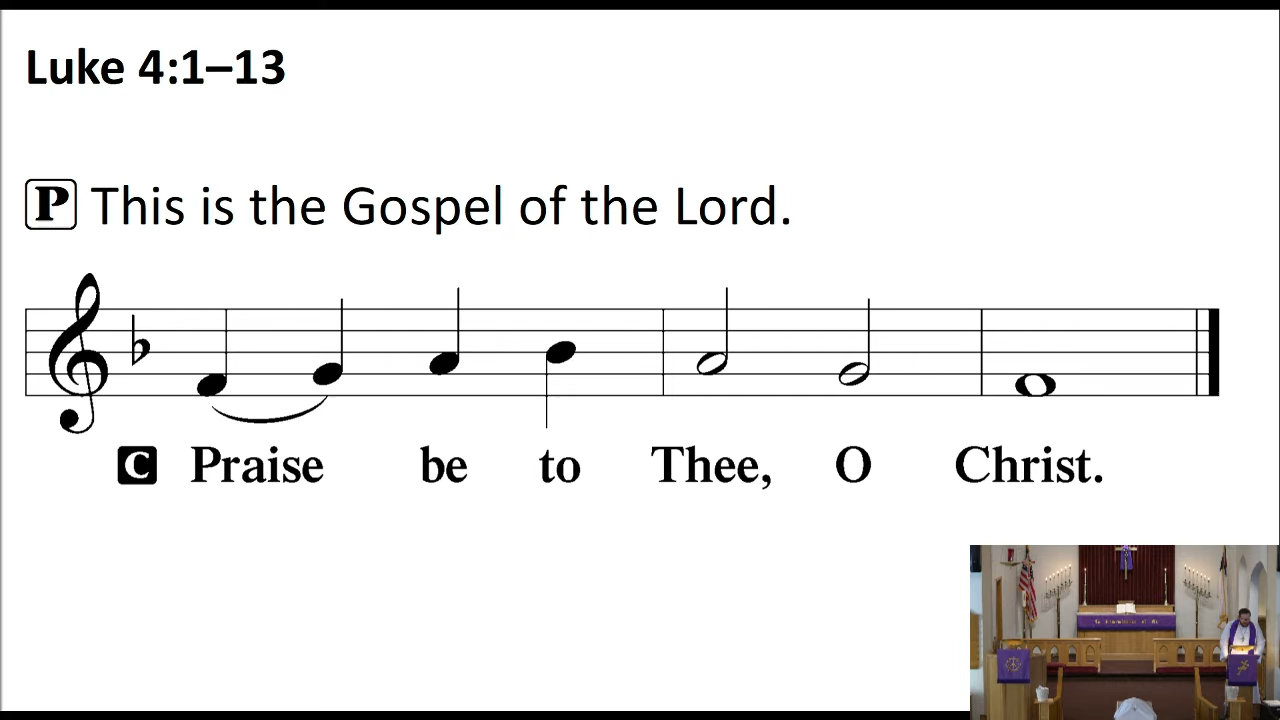 Luke 4:1–13
P This is the Gospel of the Lord.
C Praise be to Thee, O Christ.